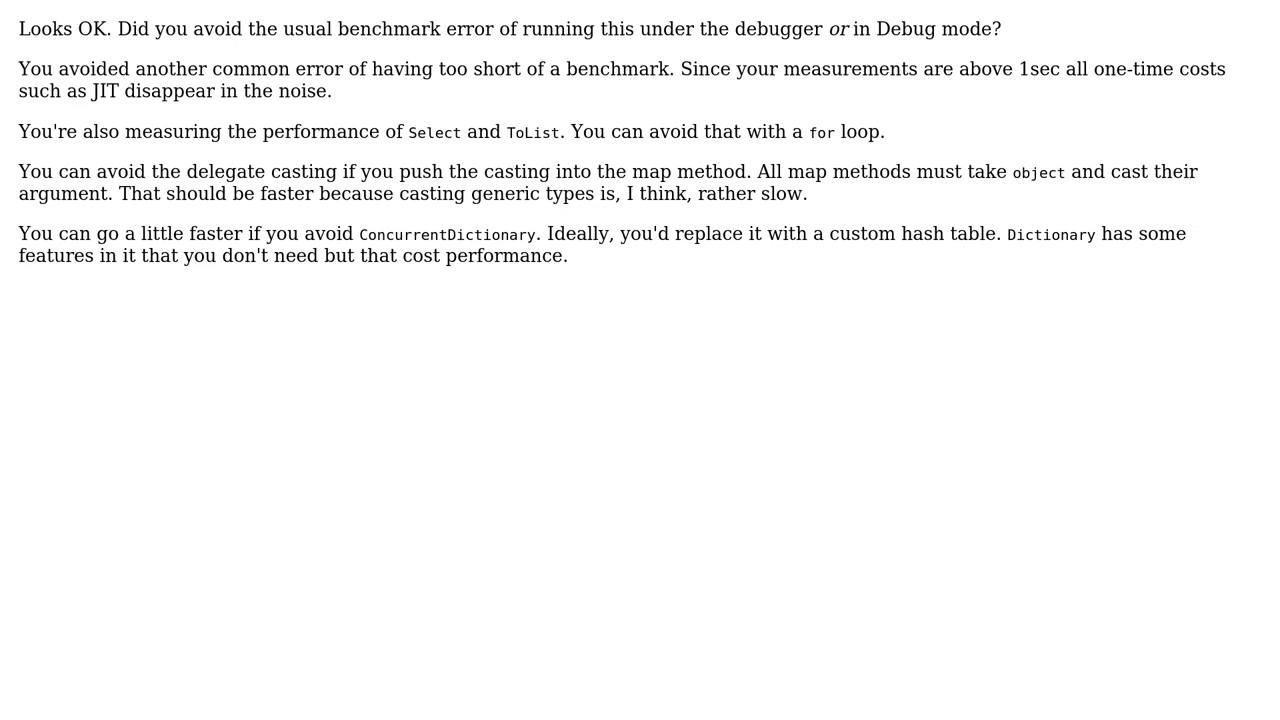 Looks OK. Did you avoid the usual benchmark error of running this under the debugger or in Debug mode?
You avoided another common error of having too short of a benchmark. Since your measurements are above 1sec all one-time costs
such as JIT disappear in the noise.
You're also measuring the performance of Select and ToList. You can avoid that with a for loop.
You can avoid the delegate casting if you push the casting into the map method. All map methods must take object and cast their
argument. That should be faster because casting generic types is, I think, rather slow.
You can go a little faster if you avoid ConcurrentDictionary. Ideally, you'd replace it with a custom hash table. Dictionary has some
features in it that you don't need but that cost performance.